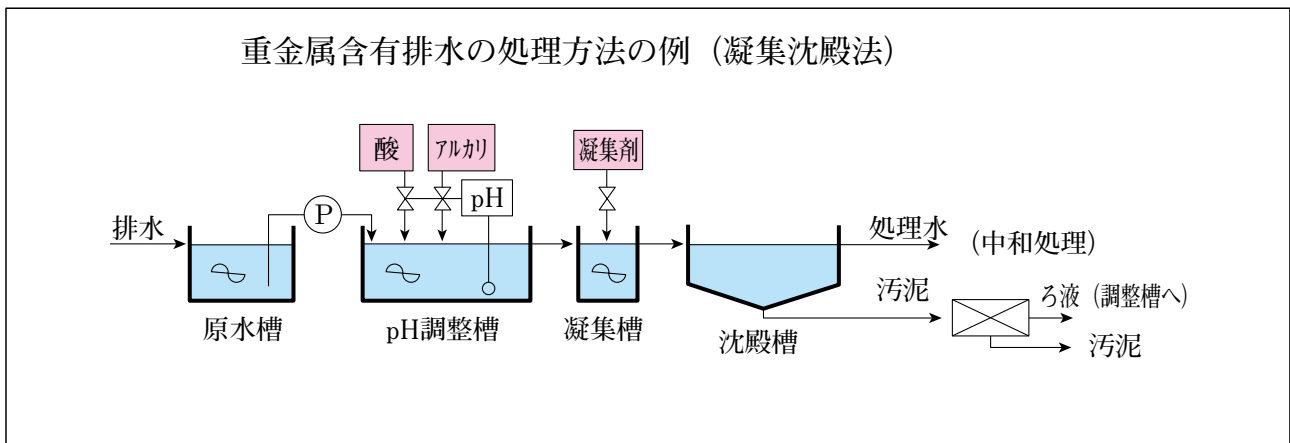 重金属含有排水の処理方法の例（凝集沈殿法）
酸
アルカリ
凝集剤
pH
P
排水
処理水
（中和処理）
汚泥
ろ液（調整槽へ）
汚泥
原水槽
pH調整槽
凝集槽
沈殿槽